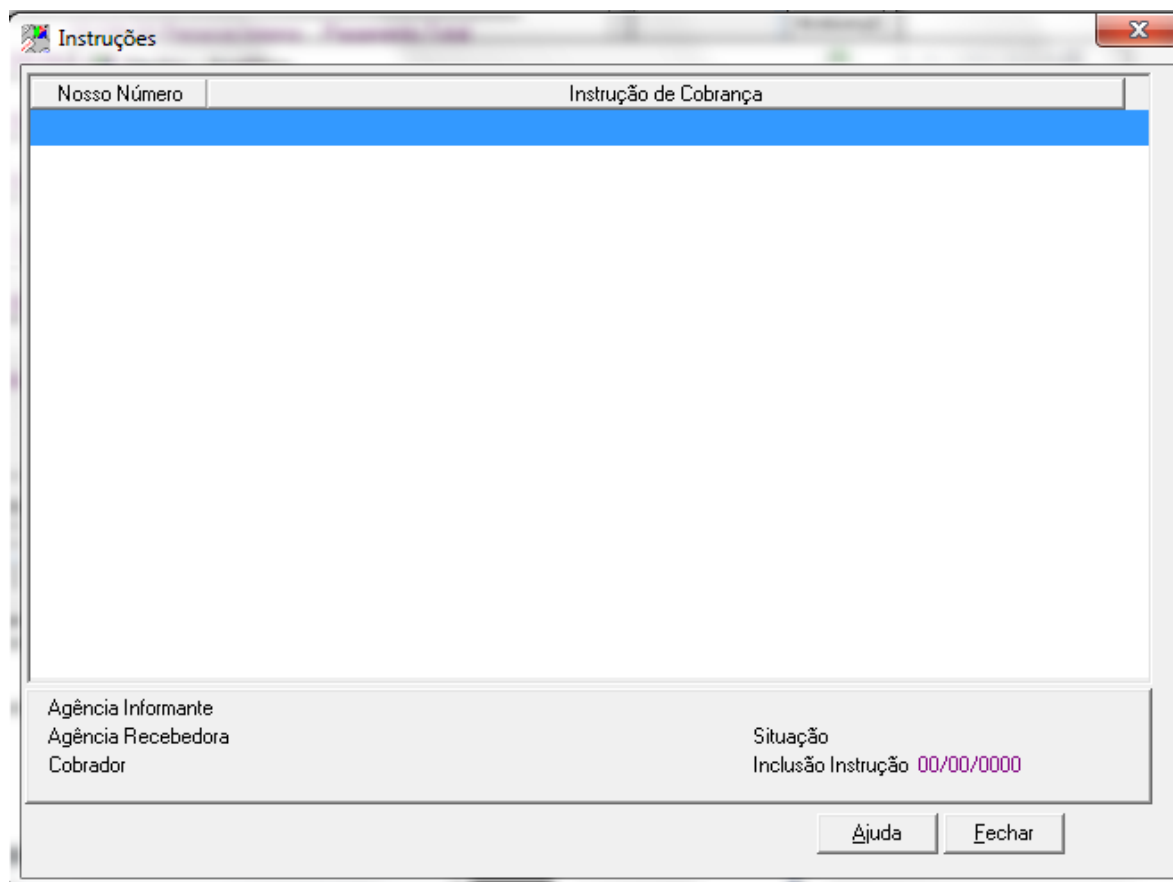 Instruções
Nosso Número Instrução de Cobrança
Agência Informante
Agência Recebedora Situação
Cobrador Inclusão Instrução 00/00/0000
Ajuda Fechar